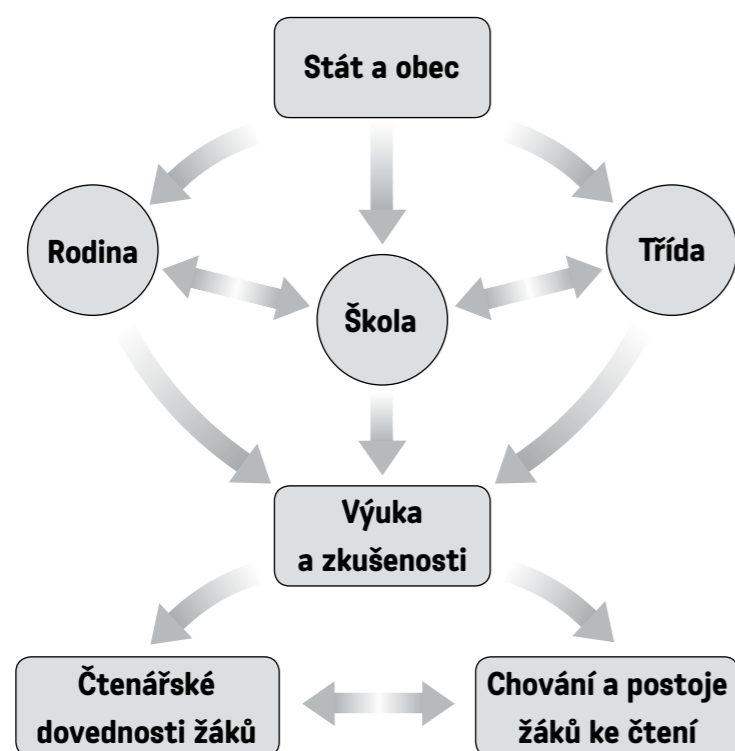 Stát a obec
Rodina
Třída
Škola
Výuka
a zkušenosti
Čtenářské
dovednosti žáků
Chování a postoje
žáků ke čtení